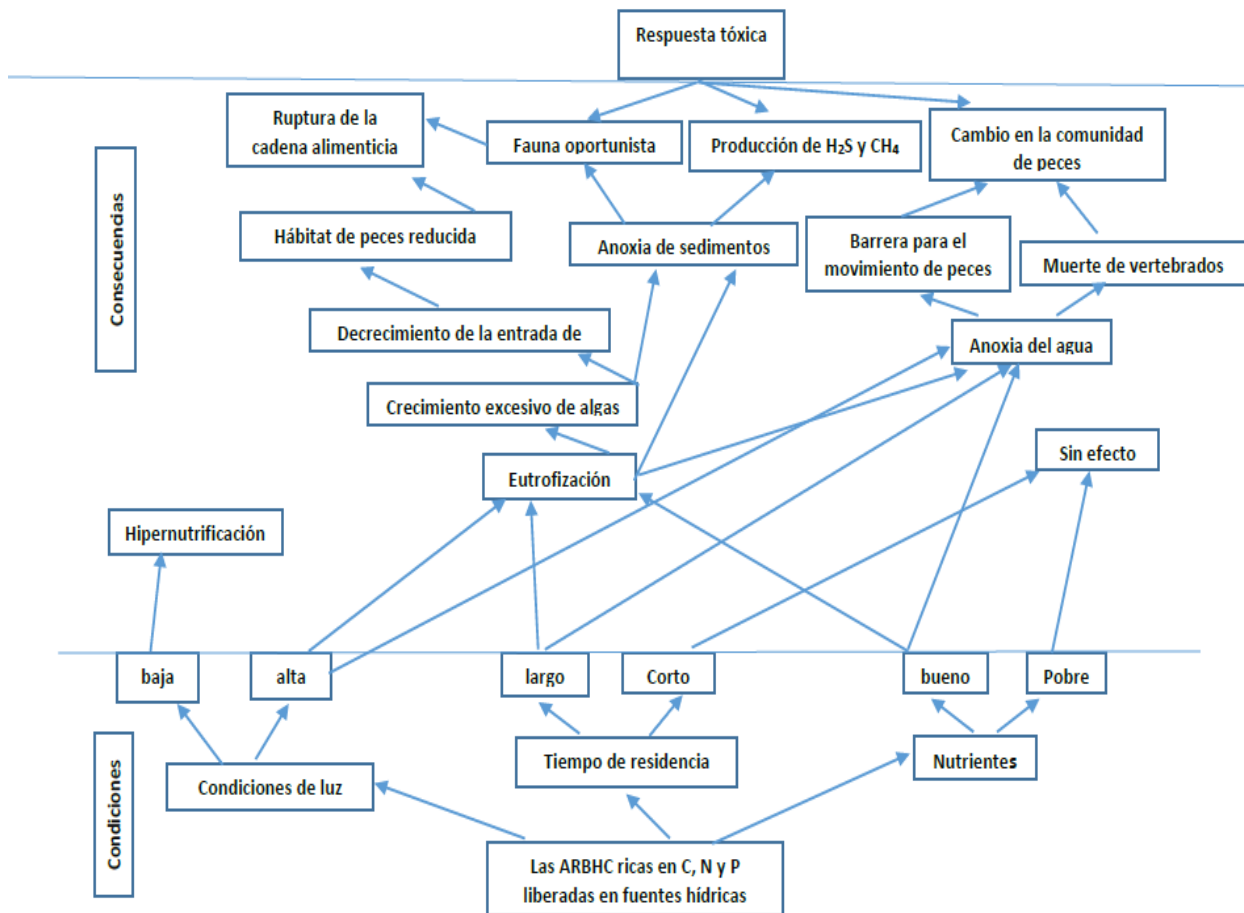 Respuesta tóxica
Ruptura de la
cadena alimenticia
Fauna oportunista
Producción de H₂S y CH₄
Cambio en la comunidad
de peces
Consecuencias
Hábitat de peces reducida
Anoxia de sedimentos
Barrera para el
movimiento de peces
Muerte de vertebrados
Decrecimiento de la entrada de
Anoxia del agua
Crecimiento excesivo de algas
Sin efecto
Eutrofización
Hipernutrificación
baja
alta
largo
Corto
bueno
Pobre
Condiciones
Condiciones de luz
Tiempo de residencia
Nutrientes
Las ARBHC ricas en C, N y P
liberadas en fuentes hídricas